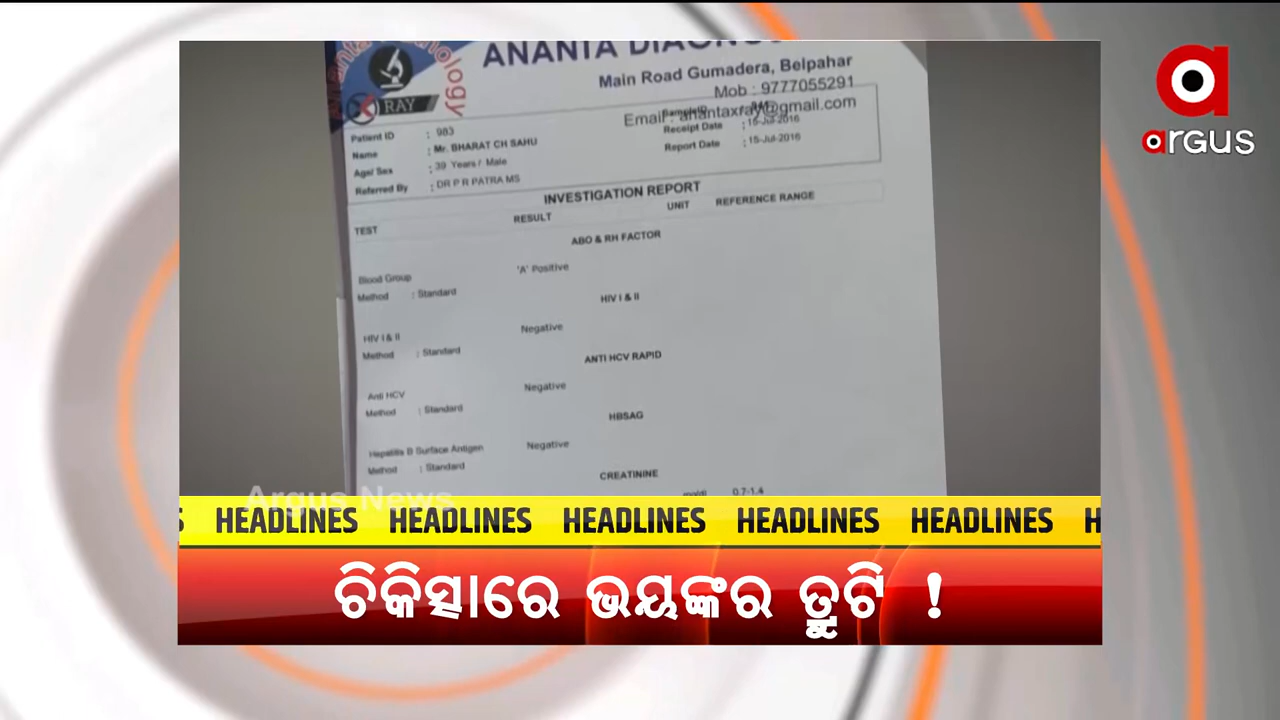 ANANTA
Main Road Gumadera, Belpahar
Mob : 9777055291
Email : anantaxray@gmail.com
RAY
argus
Patient ID : 983
Name : Mr. BHARAT CH SAHU
Age/ Sex : 39 Years / Male
Referred By : DR P R PATRA MS
Receipt Date : 15-Jul-2016
Report Date : 15-Jul-2016
INVESTIGATION REPORT
TEST RESULT UNIT REFERENCE RANGE
ABO & RH FACTOR
Blood Group 'A' Positive
Method : Standard
HIV I & II
HIV I & II Negative
Method : Standard
ANTI HCV RAPID
Anti HCV Negative
Method : Standard
HBSAG
Hepatitis B Surface Antigen Negative
Method : Standard
CREATININE
0.7-1.4
Argus News
HEADLINES HEADLINES HEADLINES HEADLINES HEADLINES
ଚିକିତ୍ସାରେ ଭୟଙ୍କର ତ୍ରୁଟି !